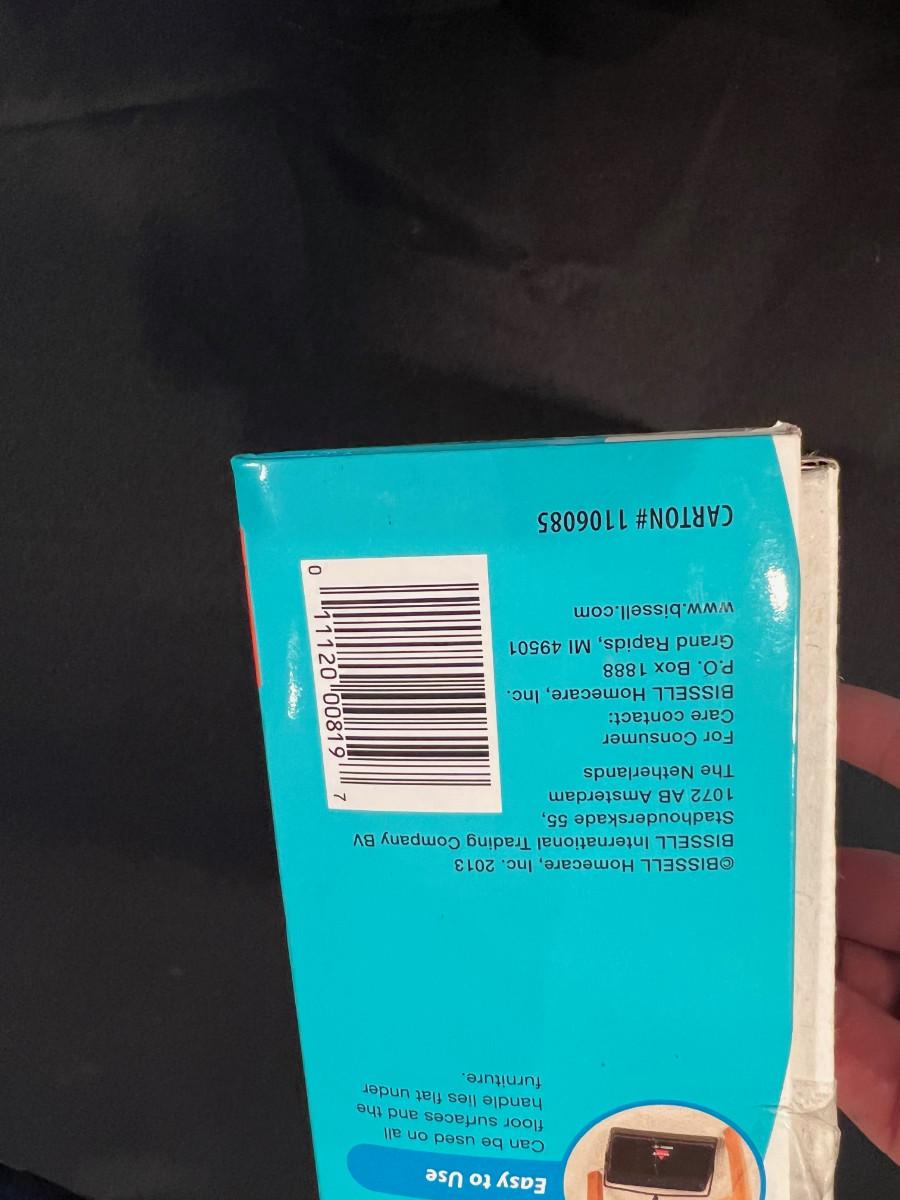 Easy to Use
Can be used on all
floor surfaces and the
handle lies flat under
furniture.
©BISSELL Homecare, Inc. 2013
BISSELL International Trading Company BV
Stadhouderskade 55,
1072 AB Amsterdam
The Netherlands
For Consumer
Care contact:
BISSELL Homecare, Inc.
P.O. Box 1888
Grand Rapids, MI 49501
www.bissell.com
0 11120 00819 7
CARTON# 1106085